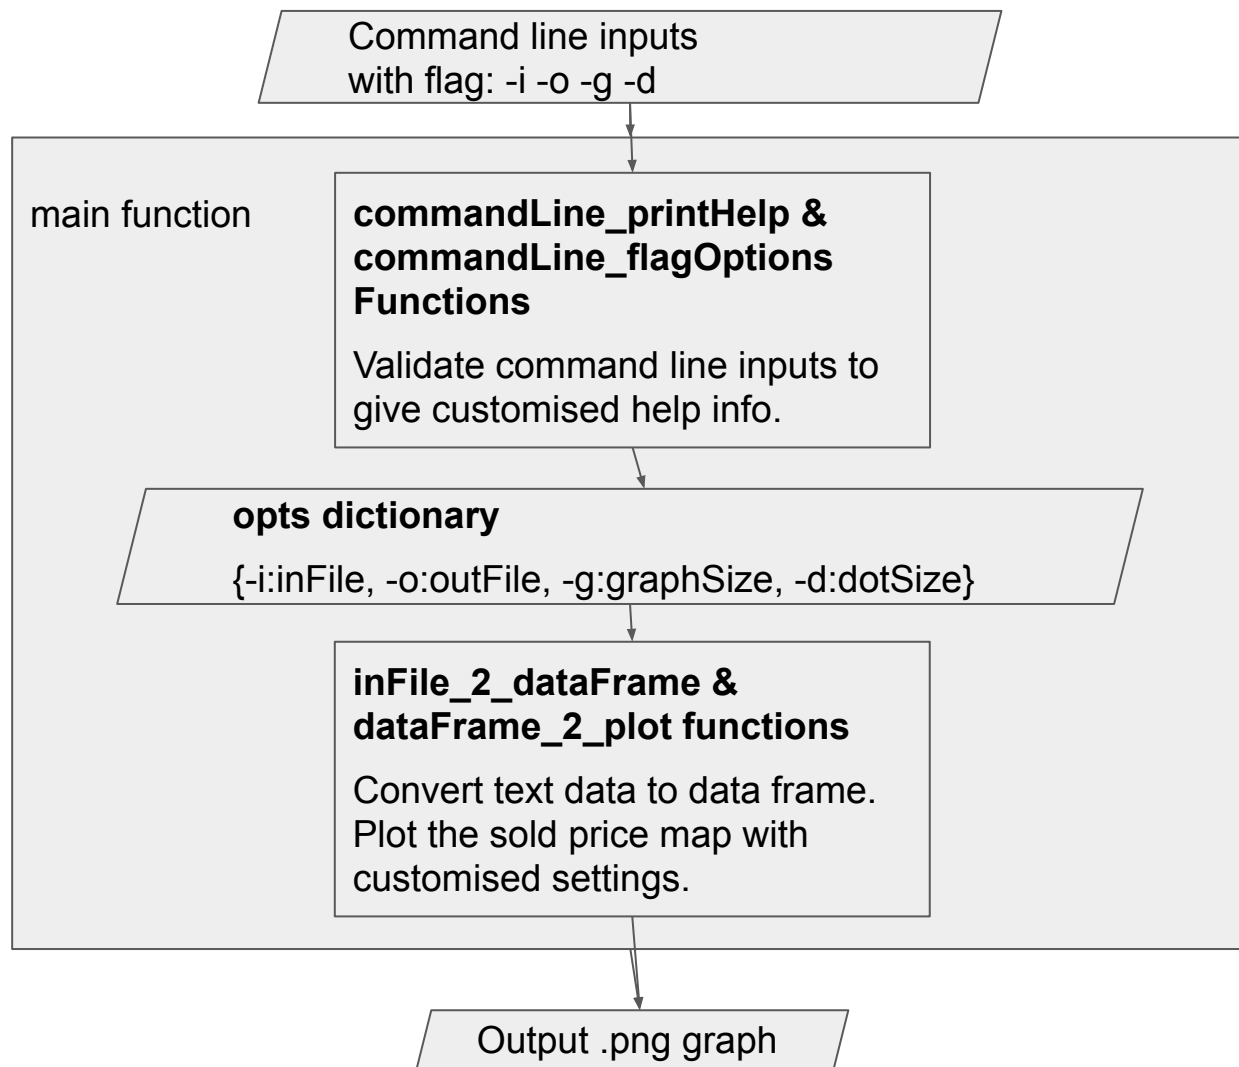 Command line inputs
with flag: -i -o -g -d
main function
commandLine_printHelp &
commandLine_flagOptions
Functions
Validate command line inputs to
give customised help info.
opts dictionary
{-i:inFile, -o:outFile, -g:graphSize, -d:dotSize}
inFile_2_dataFrame &
dataFrame_2_plot functions
Convert text data to data frame.
Plot the sold price map with
customised settings.
Output .png graph